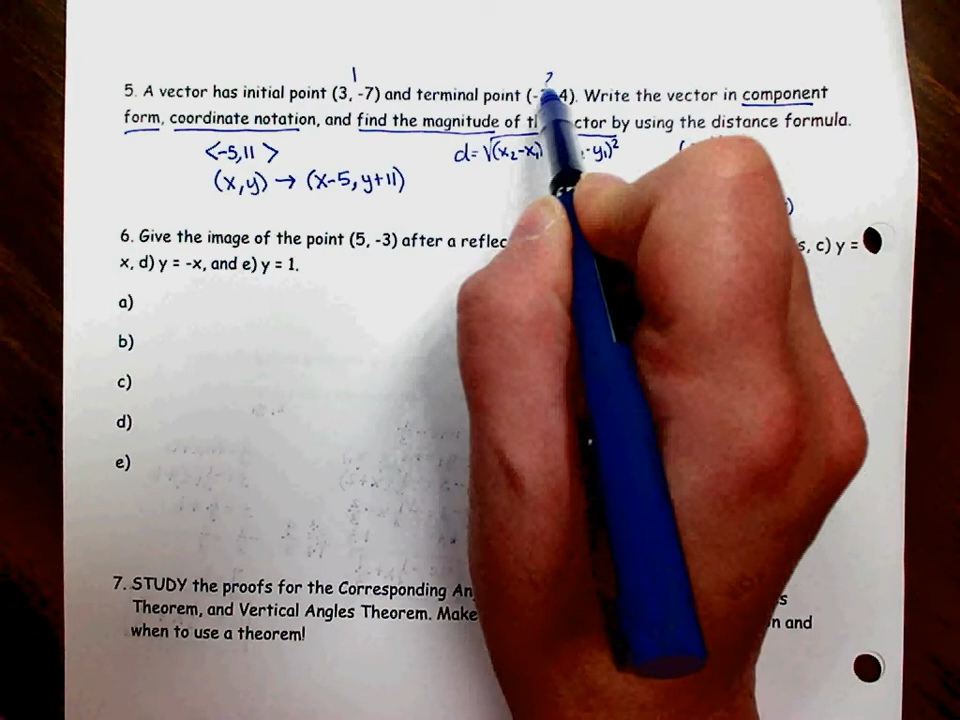 1 2
5. A vector has initial point (3, -7) and terminal point (- 4). Write the vector in component
form, coordinate notation, and find the magnitude of by using the distance formula.
<-5,11 > d=√(x₂-x₁) -y₁)²
(x,y) → (x-5, y+11)
6. Give the image of the point (5, -3) after a c) y =
x, d) y = -x, and e) y = 1.
a)
b)
c)
d)
e)
7. STUDY the proofs for the Corresponding
Theorem, and Vertical Angles Theorem. Make and
when to use a theorem!